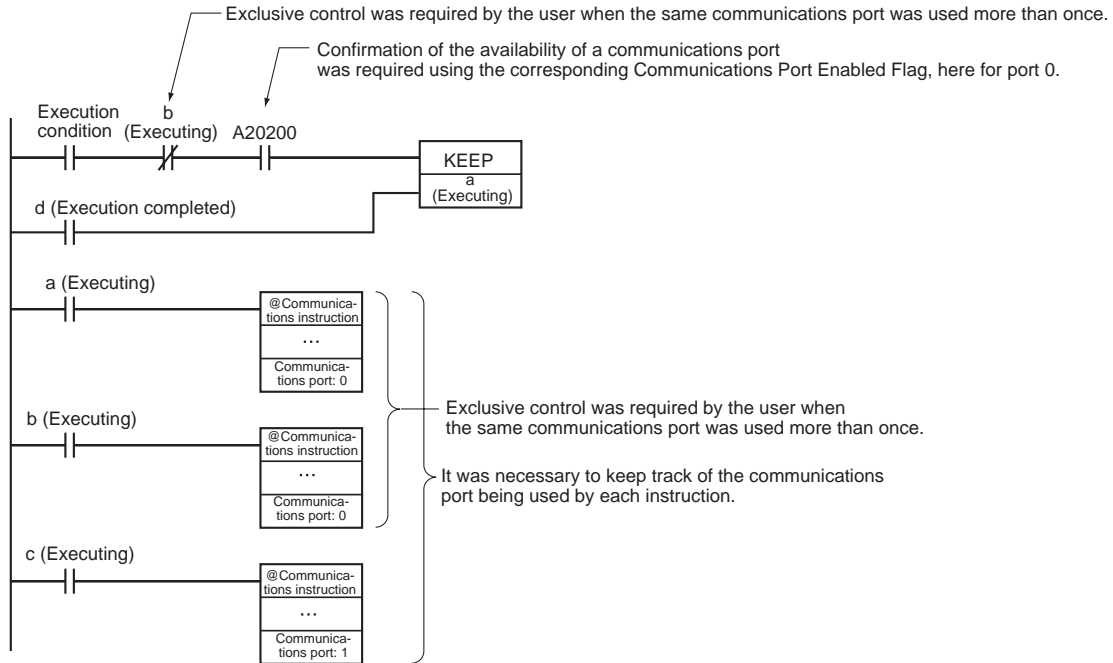 Exclusive control was required by the user when the same communications port was used more than once.
Confirmation of the availability of a communications port
was required using the corresponding Communications Port Enabled Flag, here for port 0.
Execution
condition
b
(Executing)
A20200
KEEP
a
(Executing)
d (Execution completed)
a (Executing)
@Communica-
tions instruction
...
Communica-
tions port: 0
b (Executing)
@Communica-
tions instruction
...
Communica-
tions port: 0
Exclusive control was required by the user when
the same communications port was used more than once.
It was necessary to keep track of the communications
port being used by each instruction.
c (Executing)
@Communica-
tions instruction
...
Communica-
tions port: 1